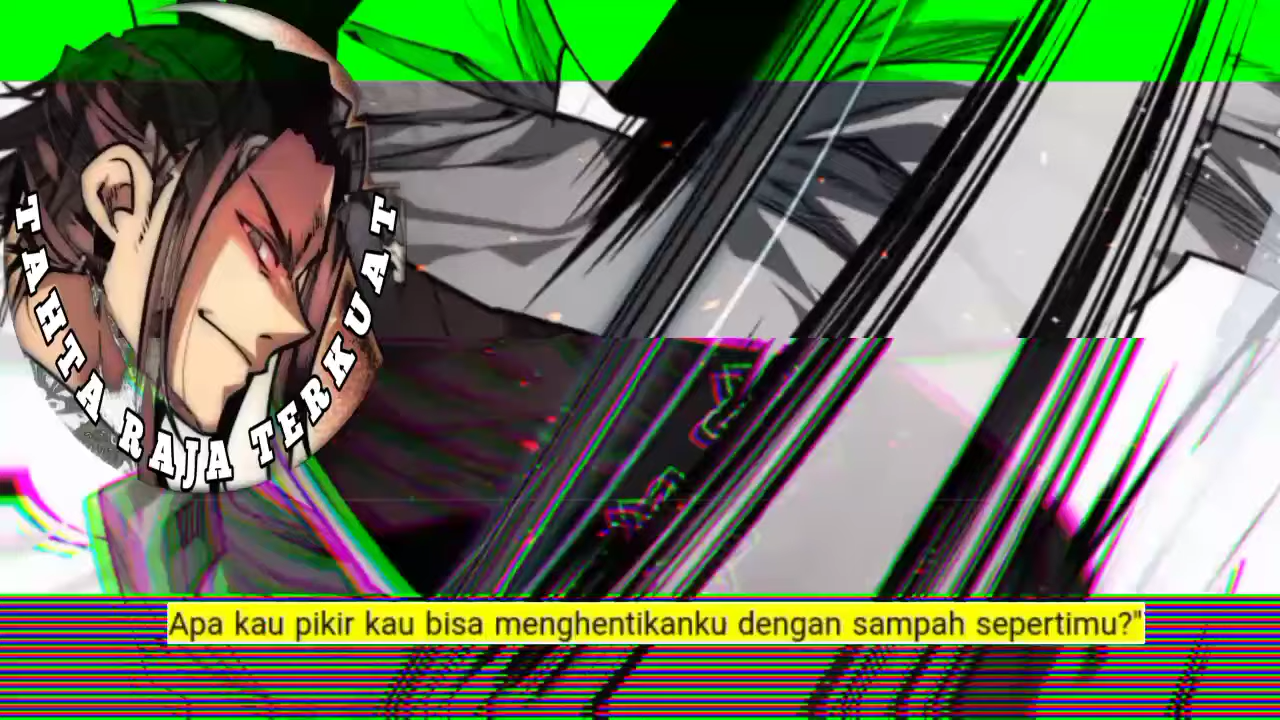 TAHTA RAJA TERKUAT
Apa kau pikir kau bisa menghentikanku dengan sampah sepertimu?"